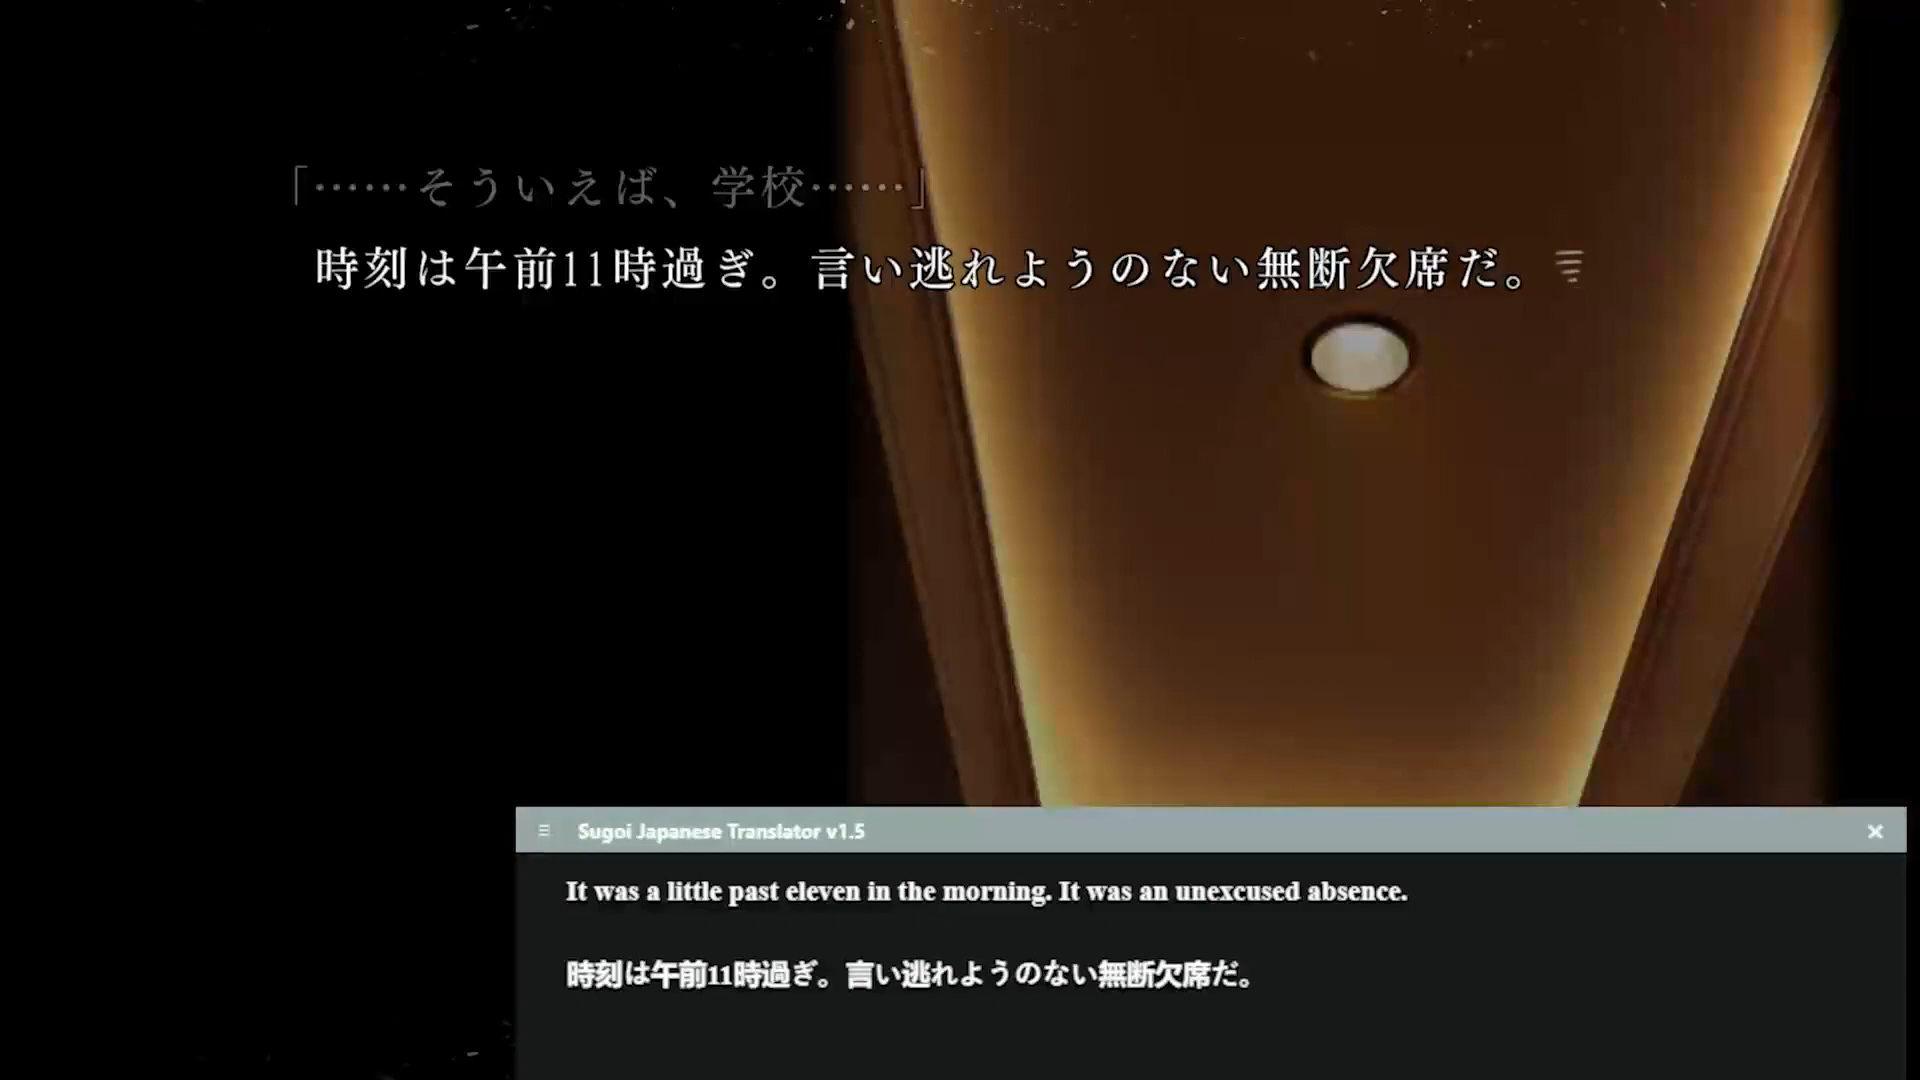 「……そういえば、学校……」
時刻は午前11時過ぎ。言い逃れようのない無断欠席だ。
Sugoi Japanese Translator v1.5
It was a little past eleven in the morning. It was an unexcused absence.
時刻は午前11時過ぎ。言い逃れようのない無断欠席だ。